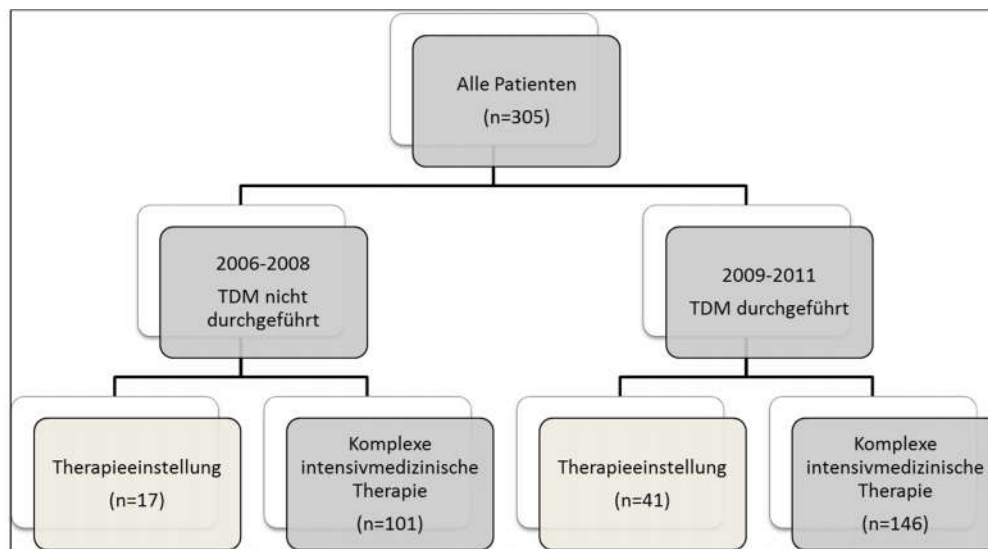 Alle Patienten
(n=305)
2006-2008
TDM nicht
durchgeführt
2009-2011
TDM durchgeführt
Therapieeinstellung
(n=17)
Komplexe
intensivmedizinische
Therapie
(n=101)
Therapieeinstellung
(n=41)
Komplexe
intensivmedizinische
Therapie
(n=146)